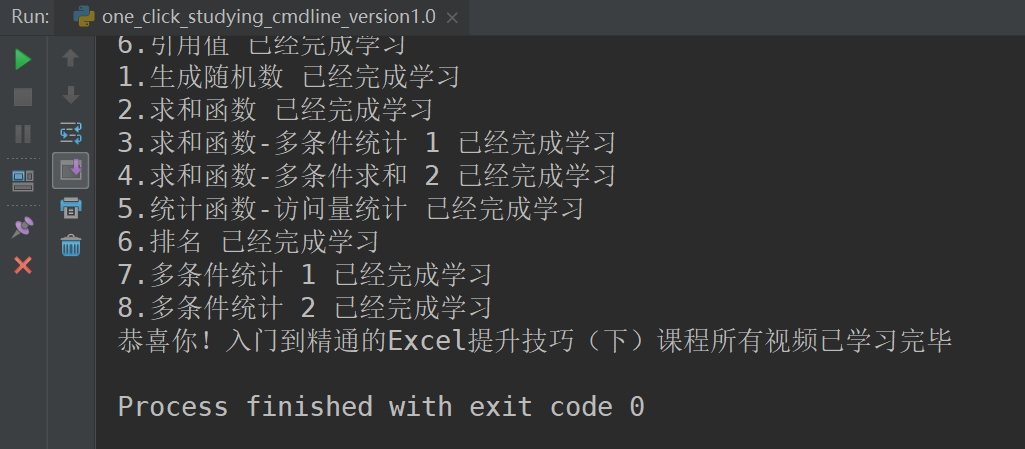 Run: one_click_studying_cmdline_version1.0
6.引用值 已经完成学习
1.生成随机数 已经完成学习
2.求和函数 已经完成学习
3.求和函数-多条件统计 1 已经完成学习
4.求和函数-多条件求和 2 已经完成学习
5.统计函数-访问量统计 已经完成学习
6.排名 已经完成学习
7.多条件统计 1 已经完成学习
8.多条件统计 2 已经完成学习
恭喜你！入门到精通的Excel提升技巧（下）课程所有视频已学习完毕
Process finished with exit code 0